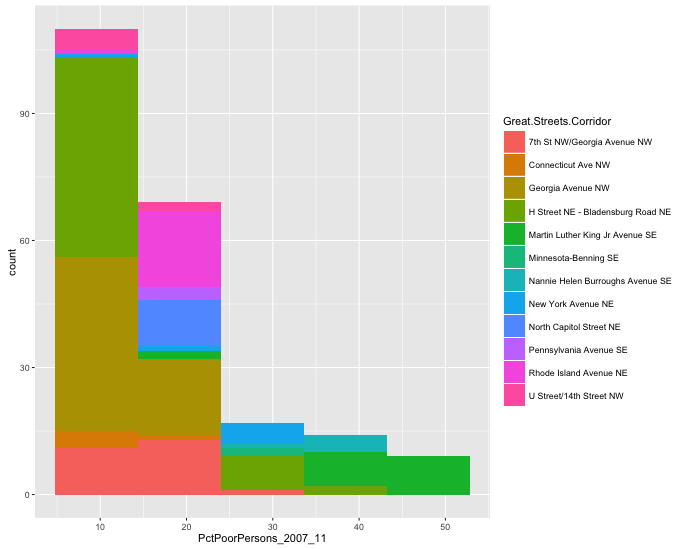 90
60
30
0
count
10
20
30
40
50
PctPoorPersons_2007_11
Great.Streets.Corridor
7th St NW/Georgia Avenue NW
Connecticut Ave NW
Georgia Avenue NW
H Street NE - Bladensburg Road NE
Martin Luther King Jr Avenue SE
Minnesota-Benning SE
Nannie Helen Burroughs Avenue SE
New York Avenue NE
North Capitol Street NE
Pennsylvania Avenue SE
Rhode Island Avenue NE
U Street/14th Street NW